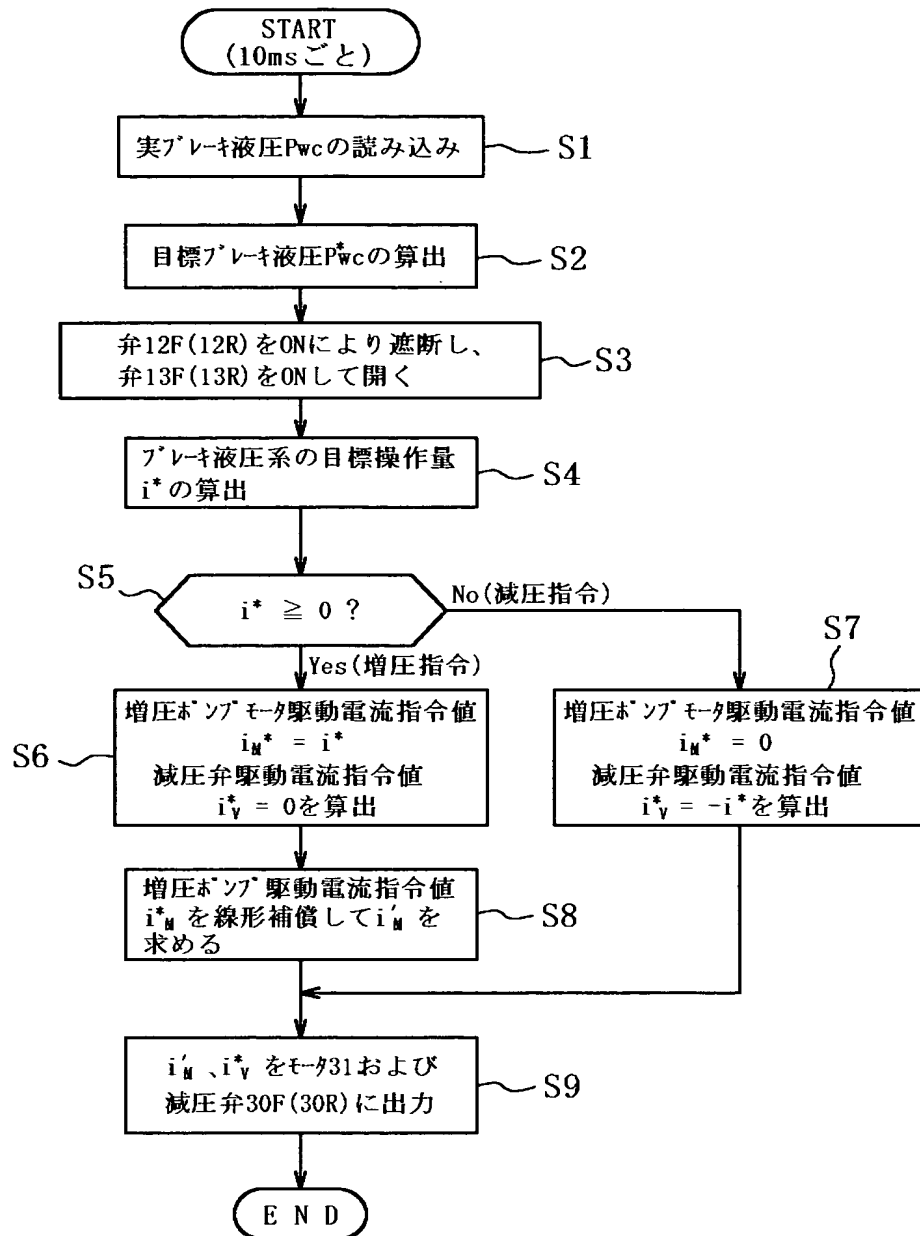 START
(10msごと)
実ブレーキ液圧Pwcの読み込み
S1
目標ブレーキ液圧P*wcの算出
S2
弁12F(12R)をONにより遮断し、
弁13F(13R)をONして開く
S3
ブレーキ液圧系の目標操作量
i*の算出
S4
S5
i* ≧ 0 ?
No(減圧指令)
Yes(増圧指令)
S6
増圧ポンプモータ駆動電流指令値
iM* = i*
減圧弁駆動電流指令値
i*V = 0を算出
S7
増圧ポンプモータ駆動電流指令値
iM* = 0
減圧弁駆動電流指令値
i*V = -i*を算出
増圧ポンプ駆動電流指令値
i*M を線形補償してi'M を
求める
S8
i'M 、i*V をモータ31および
減圧弁30F(30R)に出力
S9
E N D